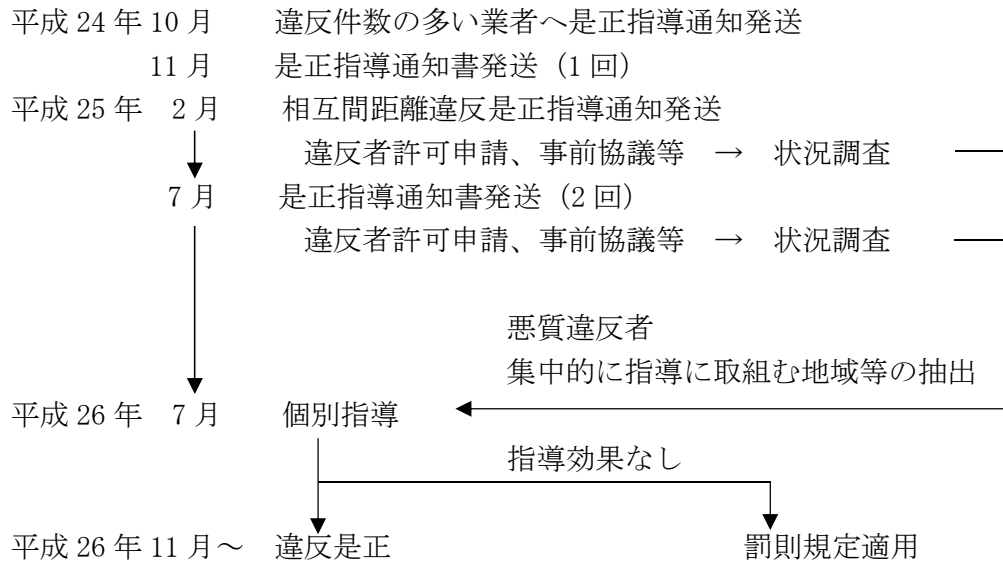 平成 24 年 10 月　違反件数の多い業者へ是正指導通知発送
11 月　是正指導通知書発送（1 回）
平成 25 年　2 月　相互間距離違反是正指導通知発送
違反者許可申請、事前協議等　→　状況調査
7 月　是正指導通知書発送（2 回）
違反者許可申請、事前協議等　→　状況調査
悪質違反者
集中的に指導に取組む地域等の抽出
平成 26 年　7 月　個別指導
指導効果なし
平成 26 年 11 月～　違反是正　罰則規定適用